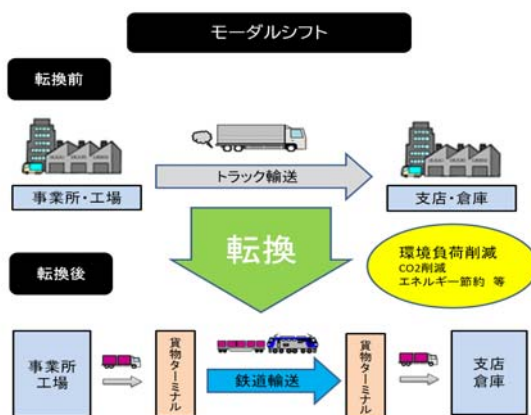 モーダルシフト
転換前
トラック輸送
事業所・工場
支店・倉庫
転換
環境負荷削減
CO2削減
エネルギー節約 等
転換後
事業所
工場
貨物ターミナル
鉄道輸送
貨物ターミナル
支店
倉庫